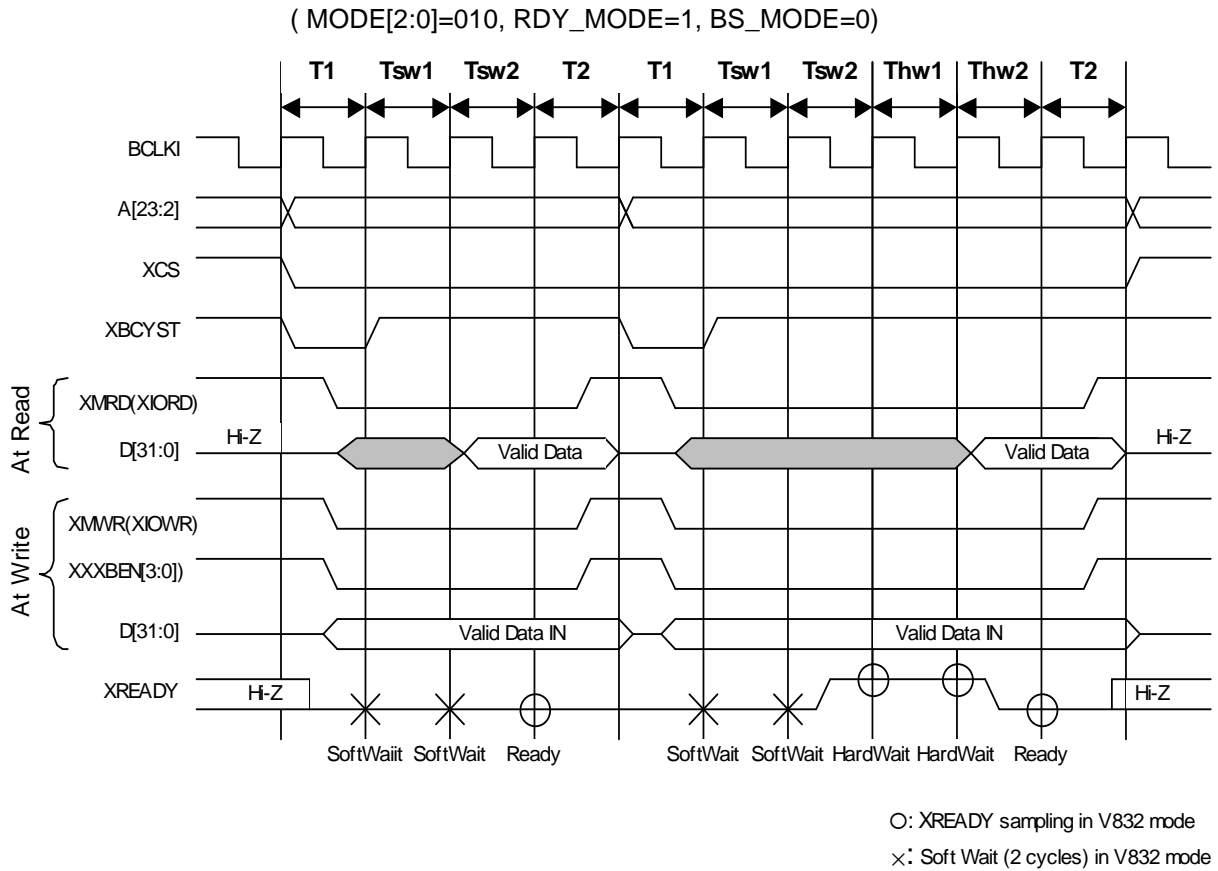 ( MODE[2:0]=010, RDY_MODE=1, BS_MODE=0)
T1 Tsw1 Tsw2 T2 T1 Tsw1 Tsw2 Thw1 Thw2 T2
BCLKI
A[23:2]
XCS
XBCYST
At Read
XMRD(XIORD)
D[31:0] Hi-Z Valid Data Valid Data Hi-Z
At Write
XMWR(XIOWR)
XXXBEN[3:0])
D[31:0] Valid Data IN Valid Data IN
XREADY Hi-Z Hi-Z
SoftWaiit SoftWait Ready SoftWait SoftWait HardWait HardWait Ready
O: XREADY sampling in V832 mode
×: Soft Wait (2 cycles) in V832 mode